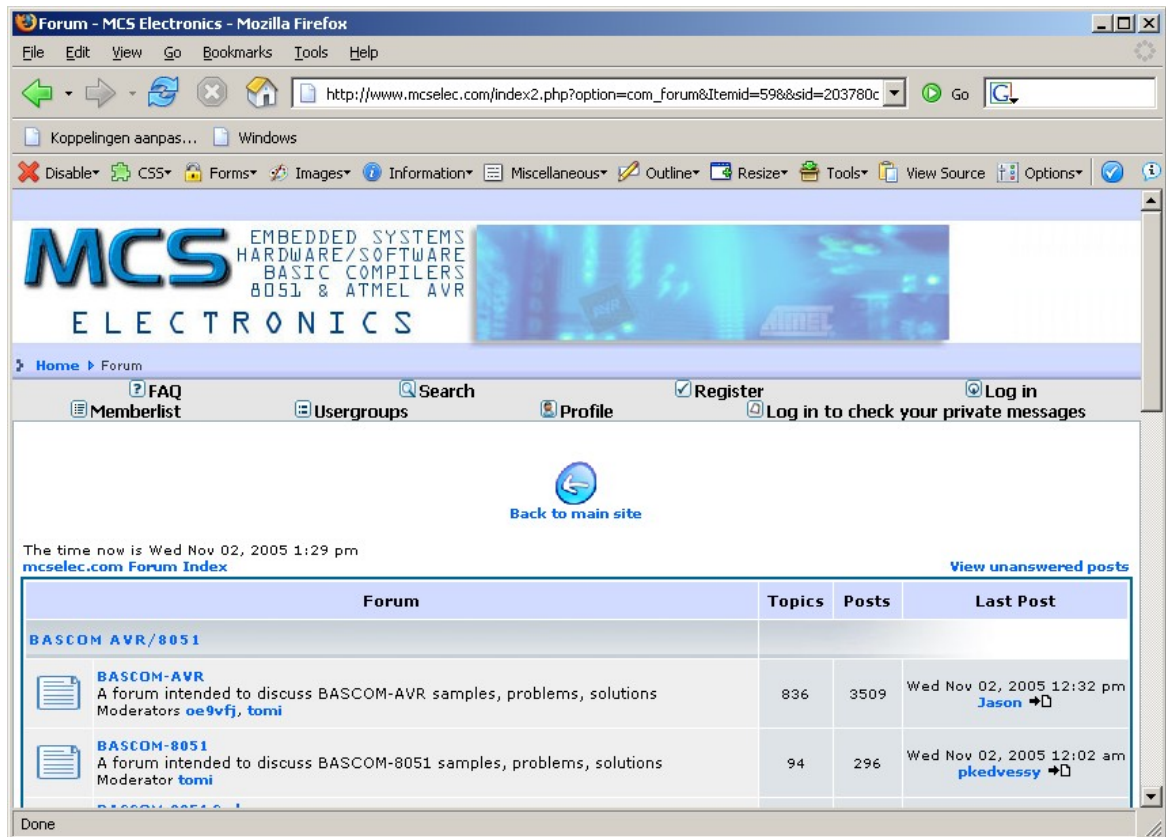 Forum - MCS Electronics - Mozilla Firefox
File Edit View Go Bookmarks Tools Help
http://www.mcselec.com/index2.php?option=com_forum&Itemid=59&&sid=203780c Go G
Koppelingen aanpas... Windows
Disable CSS Forms Images Information Miscellaneous Outline Resize Tools View Source Options
MCS
EMBEDDED SYSTEMS
HARDWARE/SOFTWARE
BASIC COMPILERS
8051 & ATMEL AVR
ELECTRONICS
AVR
ATMEL
Home Forum
FAQ Search Register Log in
Memberlist Usergroups Profile Log in to check your private messages
Back to main site
The time now is Wed Nov 02, 2005 1:29 pm
mcselec.com Forum Index View unanswered posts
Forum Topics Posts Last Post
BASCOM AVR/8051
BASCOM-AVR
A forum intended to discuss BASCOM-AVR samples, problems, solutions
Moderators oe9vfj, tomi
836 3509 Wed Nov 02, 2005 12:32 pm
Jason
BASCOM-8051
A forum intended to discuss BASCOM-8051 samples, problems, solutions
Moderator tomi
94 296 Wed Nov 02, 2005 12:02 am
pkedvessy
Done